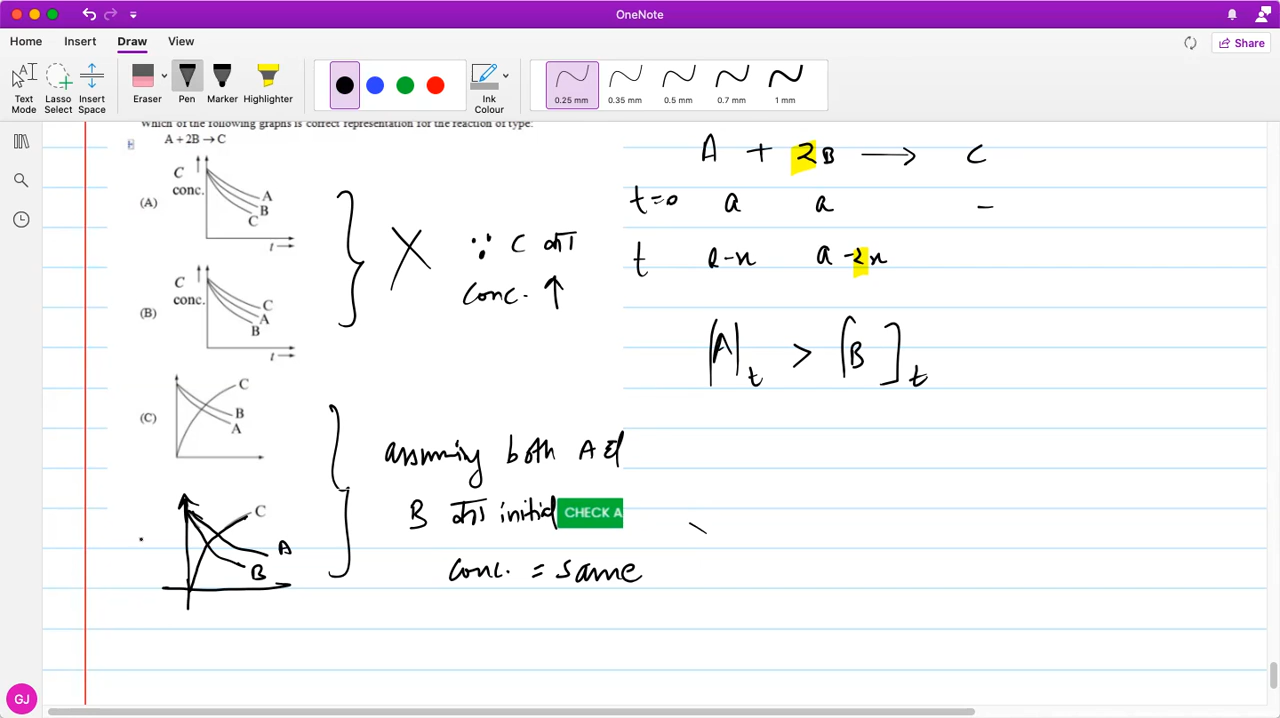 OneNote
Home Insert Draw View
Share
Text Mode
Lasso Select
Insert Space
Eraser
Pen
Marker
Highlighter
Ink Colour
0.25 mm
0.35 mm
0.5 mm
0.7 mm
1 mm
Which of the following graphs is correct representation for the reaction of type:
A + 2B → C
(A)
C ↑
conc.
A
B
C
t →
(B)
C ↑
conc.
C
A
B
t →
(C)
C
B
A
C
A
B
X ∵ C की
conc. ↑
assuming both A &
B की initial
CHECK A
conc. = same
A + 2B → C
t=0 a a –
t a-x a-2x
[A]t > [B]t
GJ